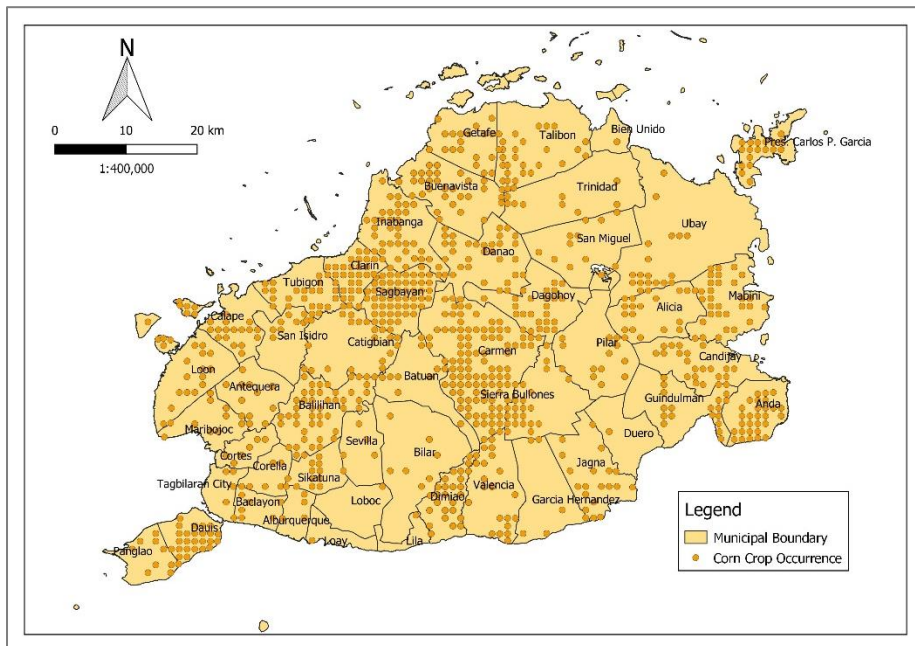 N
0 10 20 km
1:400,000
Getafe
Talibon
Bien Unido
Pres. Carlos P. Garcia
Buenavista
Trinidad
Inabanga
Ubay
San Miguel
Danao
Clarin
Tubigon
Sagbayan
Dagohoy
Mabini
Alicia
Calape
San Isidro
Catigbian
Carmen
Pilar
Candijay
Loon
Antequera
Batuan
Sierra Bullones
Guindulman
Anda
Balilihan
Maribojoc
Duero
Sevilla
Bilar
Cortes
Corella
Jagna
Tagbilaran City
Sikatuna
Valencia
Dimiao
Garcia Hernandez
Baclayon
Loboc
Alburquerque
Dauis
Loay
Lila
Panglao
Legend
Municipal Boundary
Corn Crop Occurrence